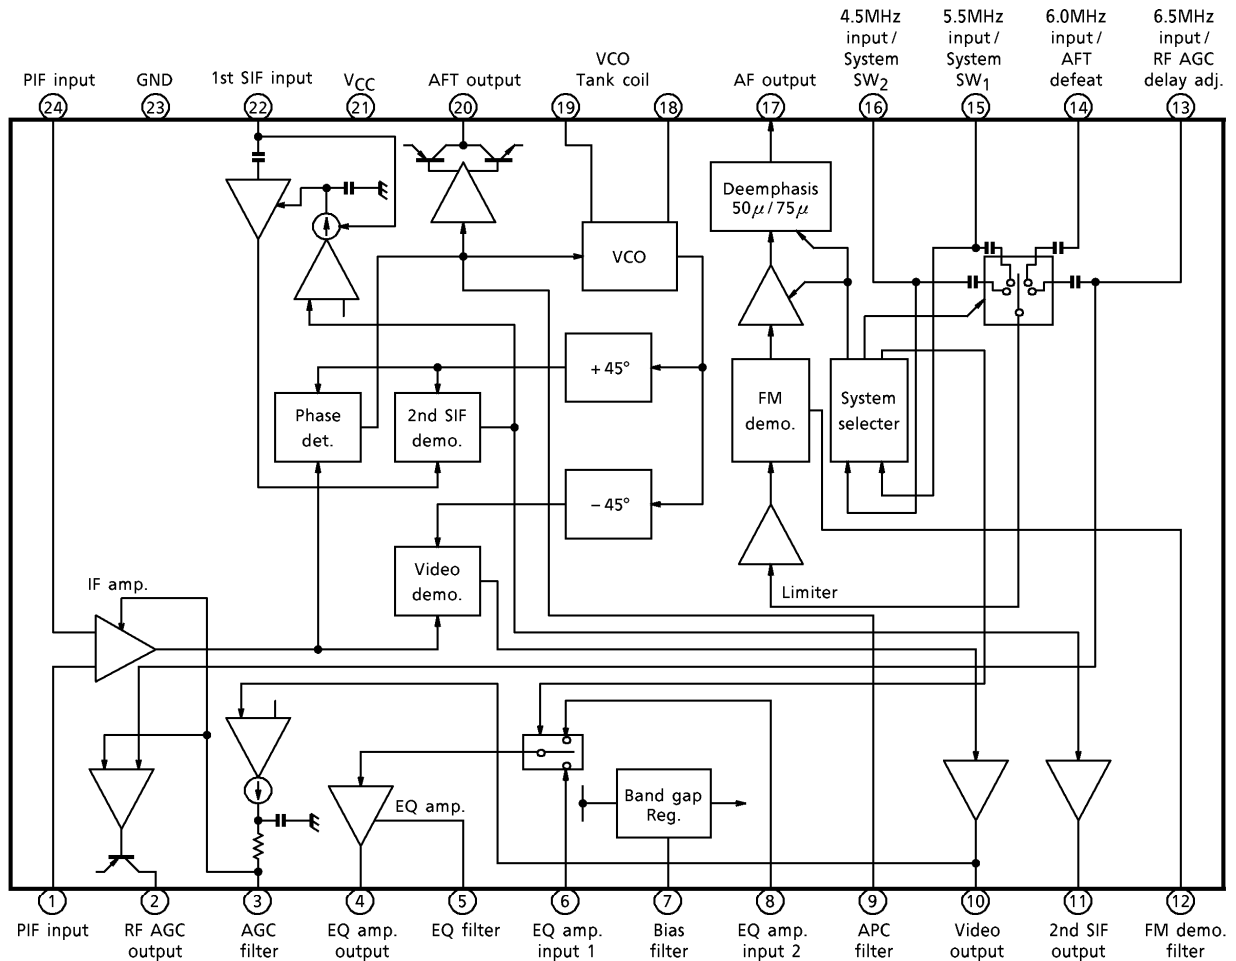 4.5MHz
input /
System
SW2
5.5MHz
input /
System
SW1
6.0MHz
input /
AFT
defeat
6.5MHz
input /
RF AGC
delay adj.
PIF input
GND
1st SIF input
VCC
AFT output
VCO
Tank coil
AF output
24
23
22
21
20
19
18
17
16
15
14
13
Deemphasis
50μ / 75μ
VCO
+ 45°
Phase
det.
2nd SIF
demo.
FM
demo.
System
selecter
– 45°
Video
demo.
IF amp.
Limiter
EQ amp.
Band gap
Reg.
1
2
3
4
5
6
7
8
9
10
11
12
PIF input
RF AGC
output
AGC
filter
EQ amp.
output
EQ filter
EQ amp.
input 1
Bias
filter
EQ amp.
input 2
APC
filter
Video
output
2nd SIF
output
FM demo.
filter